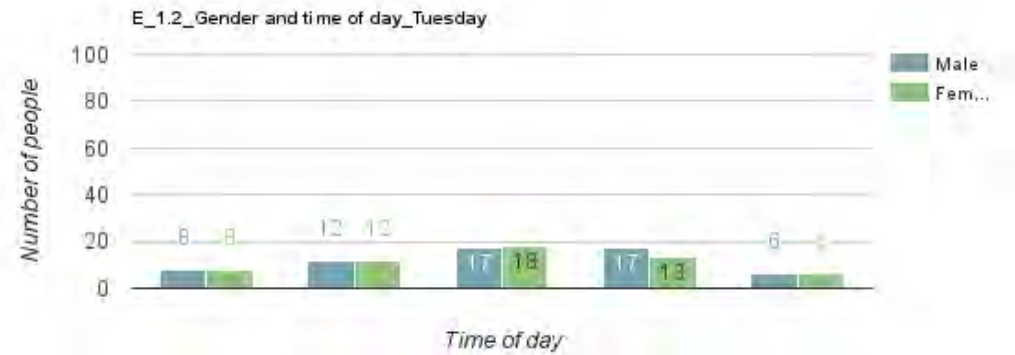 E_1.2_Gender and time of day_Tuesday
100
80
60
40
20
0
Number of people
8 8
12 12
17 18
17 13
6
Time of day
Male
Fem...